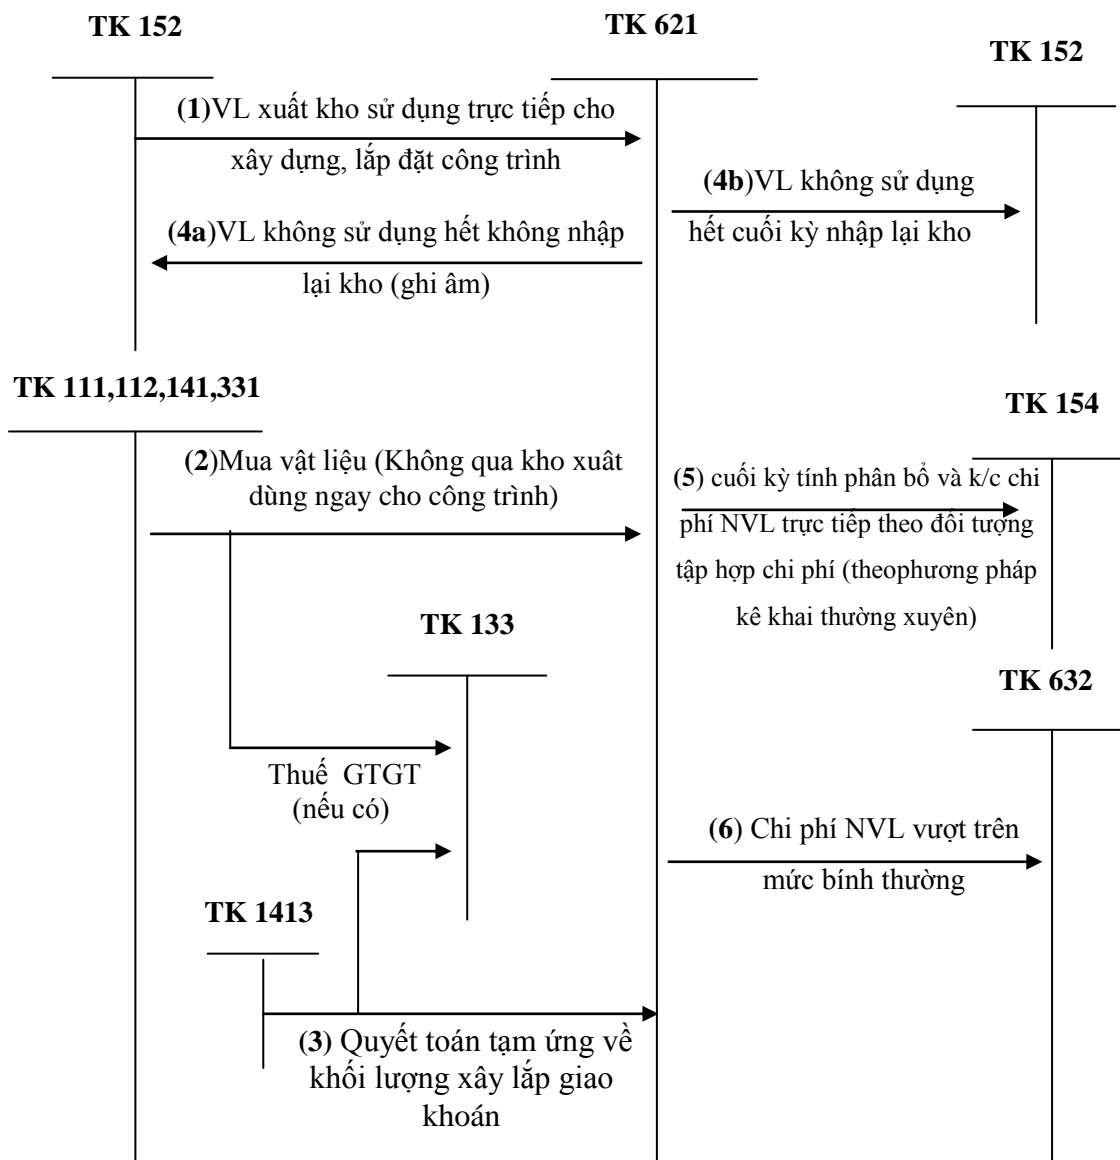 TK 152
TK 621
TK 152
(1)VL xuất kho sử dụng trực tiếp cho
xây dựng, lắp đặt công trình
(4b)VL không sử dụng
hết cuối kỳ nhập lại kho
(4a)VL không sử dụng hết không nhập
lại kho (ghi âm)
TK 111,112,141,331
TK 154
(2)Mua vật liệu (Không qua kho xuât
dùng ngay cho công trình)
(5) cuối kỳ tính phân bổ và k/c chi
phí NVL trực tiếp theo đối tượng
tập hợp chi phí (theophương pháp
kê khai thường xuyên)
TK 133
TK 632
Thuế GTGT
(nếu có)
(6) Chi phí NVL vượt trên
mức bính thường
TK 1413
(3) Quyết toán tạm ứng về
khối lượng xây lắp giao
khoán